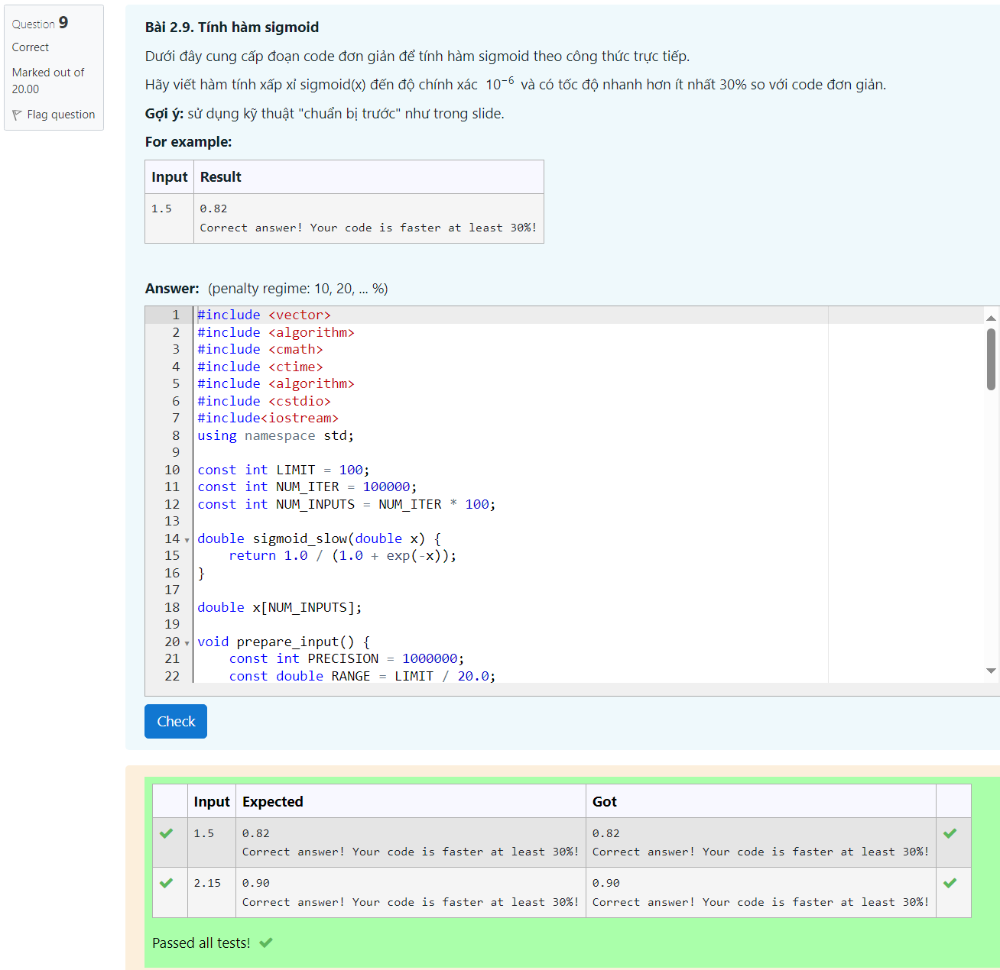 Question 9
Correct
Marked out of
20.00
Flag question
Bài 2.9. Tính hàm sigmoid
Dưới đây cung cấp đoạn code đơn giản để tính hàm sigmoid theo công thức trực tiếp.
Hãy viết hàm tính xấp xỉ sigmoid(x) đến độ chính xác 10⁻⁶ và có tốc độ nhanh hơn ít nhất 30% so với code đơn giản.
Gợi ý: sử dụng kỹ thuật "chuẩn bị trước" như trong slide.
For example:
Input Result
1.5 0.82
Correct answer! Your code is faster at least 30%!
Answer: (penalty regime: 10, 20, ... %)
1 #include <vector>
2 #include <algorithm>
3 #include <cmath>
4 #include <ctime>
5 #include <algorithm>
6 #include <cstdio>
7 #include<iostream>
8 using namespace std;
9
10 const int LIMIT = 100;
11 const int NUM_ITER = 100000;
12 const int NUM_INPUTS = NUM_ITER * 100;
13
14 double sigmoid_slow(double x) {
15     return 1.0 / (1.0 + exp(-x));
16 }
17
18 double x[NUM_INPUTS];
19
20 void prepare_input() {
21     const int PRECISION = 1000000;
22     const double RANGE = LIMIT / 20.0;
Check
Input Expected Got
1.5 0.82 0.82
Correct answer! Your code is faster at least 30%! Correct answer! Your code is faster at least 30%!
2.15 0.90 0.90
Correct answer! Your code is faster at least 30%! Correct answer! Your code is faster at least 30%!
Passed all tests!